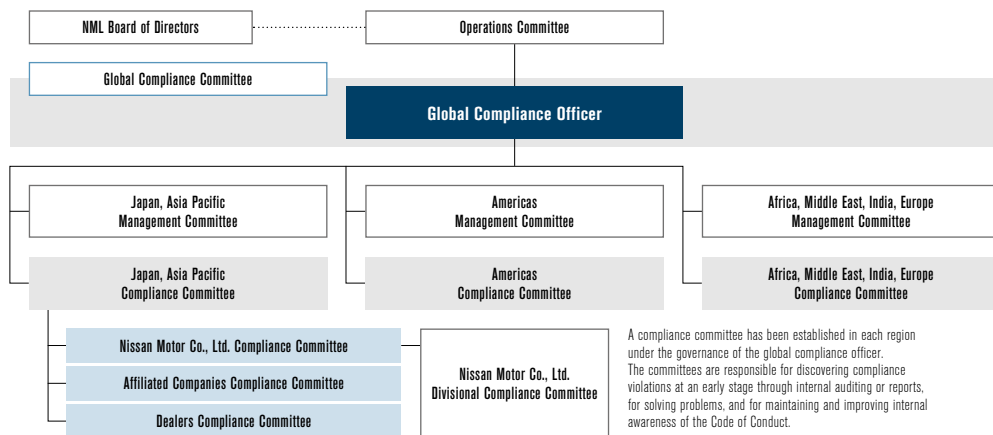 NML Board of Directors
Operations Committee
Global Compliance Committee
Global Compliance Officer
Japan, Asia Pacific
Management Committee
Americas
Management Committee
Africa, Middle East, India, Europe
Management Committee
Japan, Asia Pacific
Compliance Committee
Americas
Compliance Committee
Africa, Middle East, India, Europe
Compliance Committee
Nissan Motor Co., Ltd. Compliance Committee
Affiliated Companies Compliance Committee
Dealers Compliance Committee
Nissan Motor Co., Ltd.
Divisional Compliance Committee
A compliance committee has been established in each region
under the governance of the global compliance officer.
The committees are responsible for discovering compliance
violations at an early stage through internal auditing or reports,
for solving problems, and for maintaining and improving internal
awareness of the Code of Conduct.